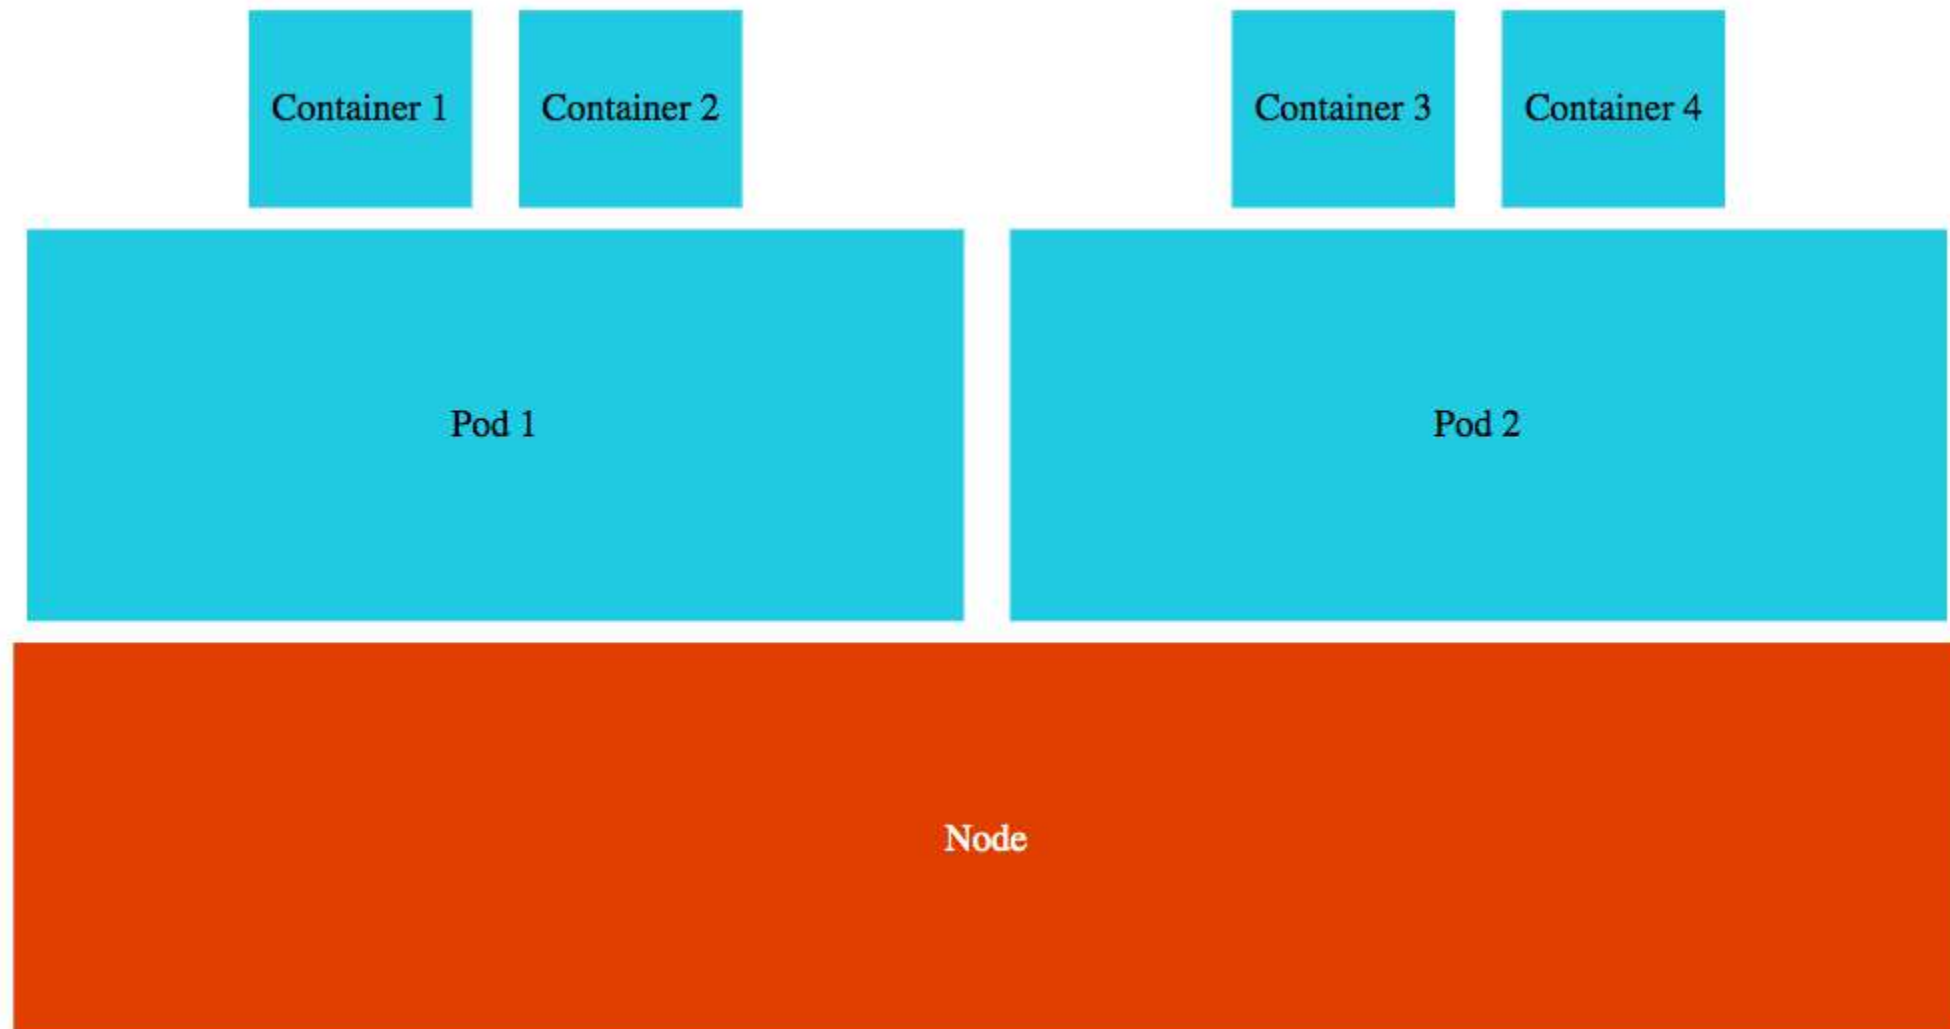 Container 1
Container 2
Container 3
Container 4
Pod 1
Pod 2
Node